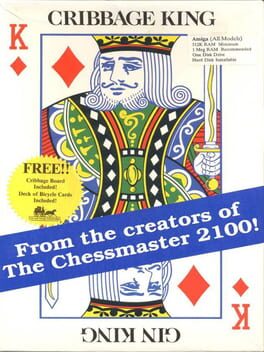 CRIBBAGE KING
Amiga (All Models)
512K RAM Minimum
1 Meg RAM Recommended
One Disk Drive
Hard Disk Installable
K
FREE!!
Cribbage Board
Included!
Deck of Bicycle Cards
Included!
From the creators of
The Chessmaster 2100!
K
GIN KING